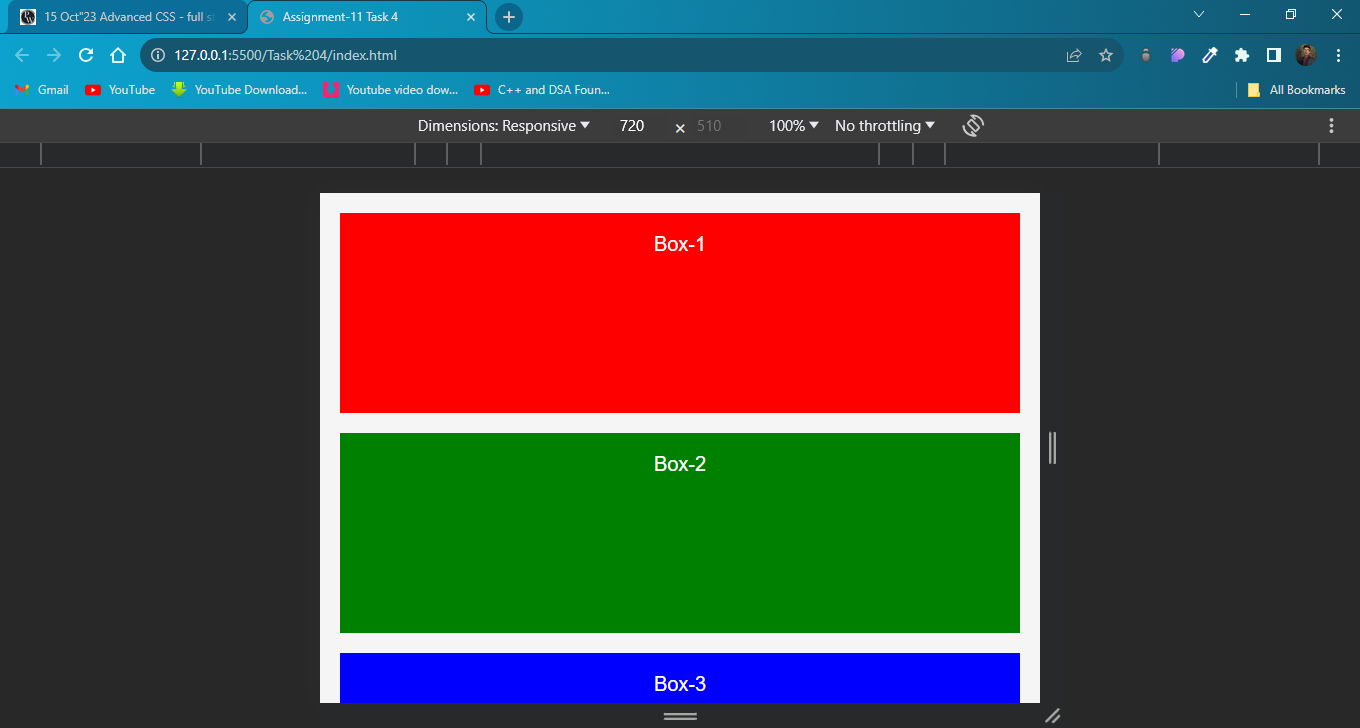 15 Oct"23 Advanced CSS - full st
Assignment-11 Task 4
127.0.0.1:5500/Task%204/index.html
Gmail YouTube YouTube Download... Youtube video dow... C++ and DSA Foun... All Bookmarks
Dimensions: Responsive 720 × 510 100% No throttling
Box-1
Box-2
Box-3